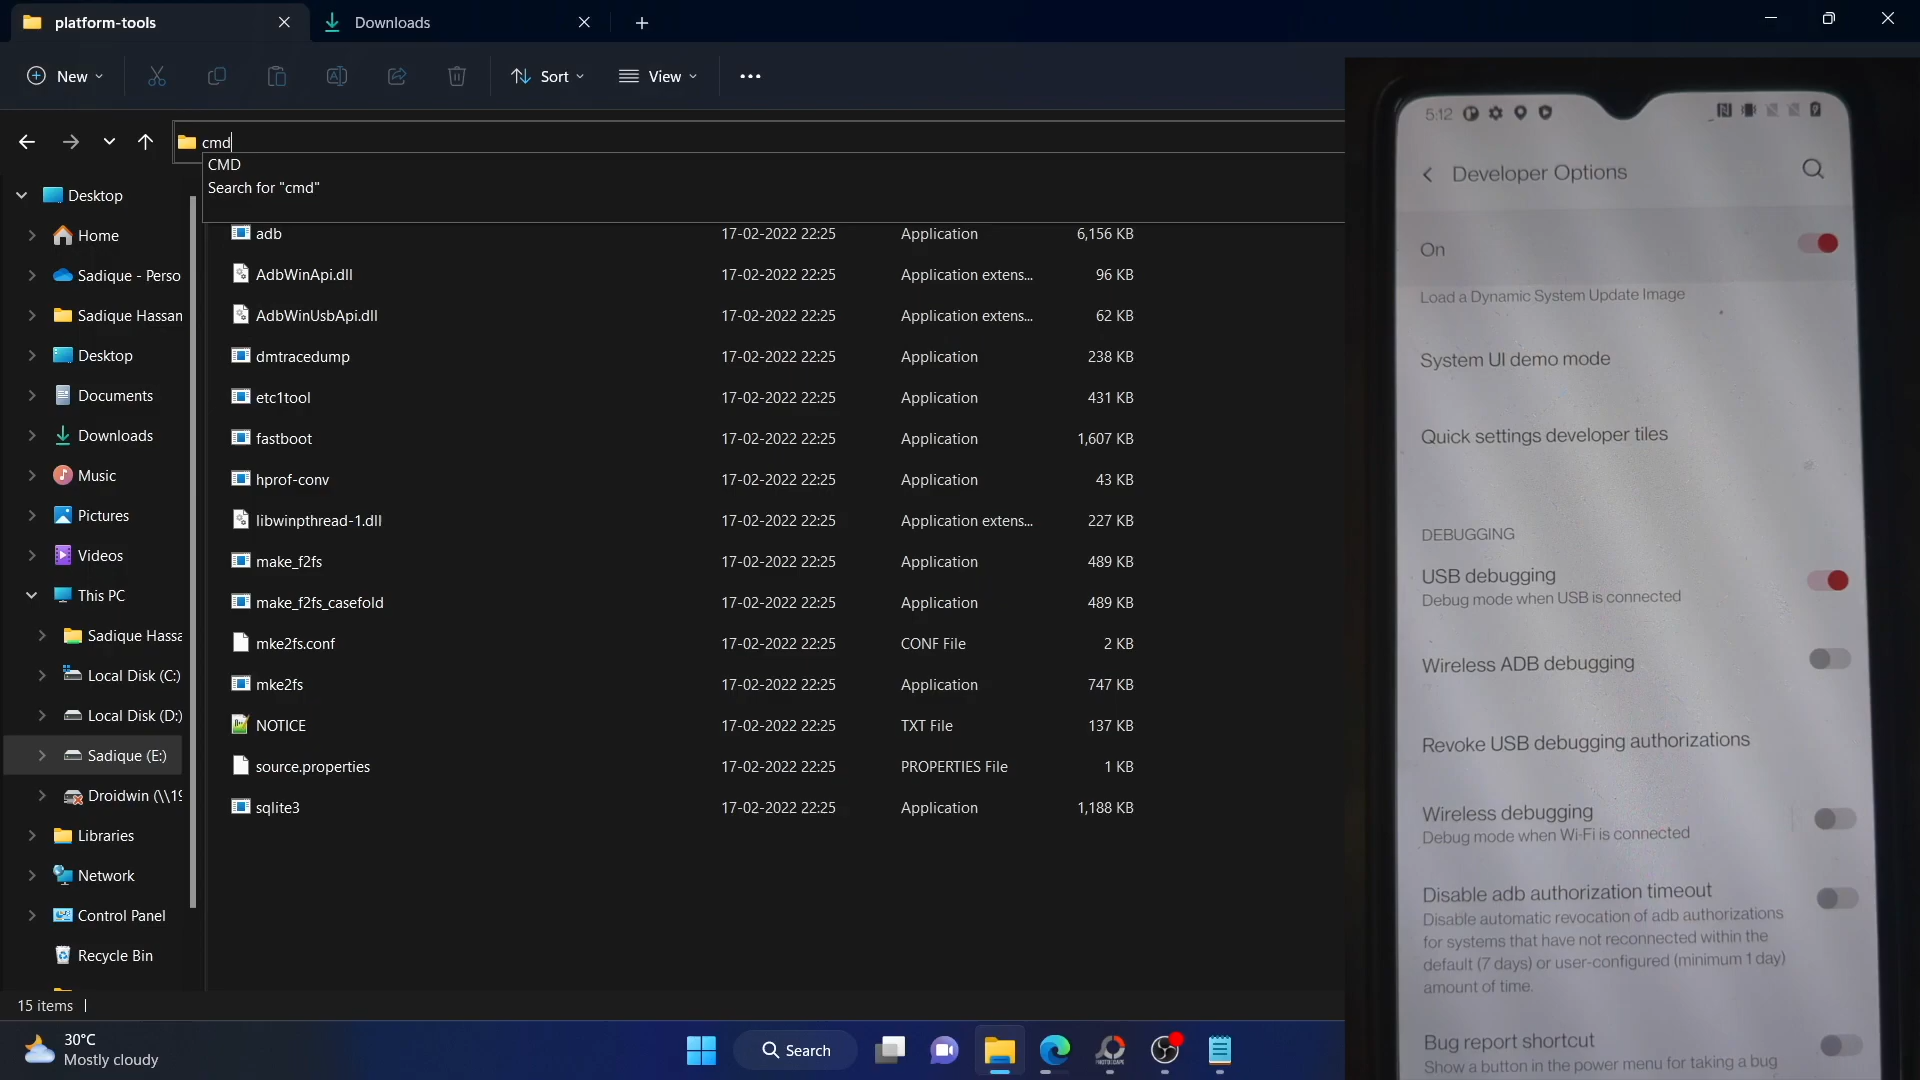 platform-tools
Downloads
New
Sort
View
cmd
CMD
Search for "cmd"
Desktop
Home
Sadique - Perso
Sadique Hassan
Desktop
Documents
Downloads
Music
Pictures
Videos
This PC
Sadique Hassa
Local Disk (C:)
Local Disk (D:)
Sadique (E:)
Droidwin (\\19
Libraries
Network
Control Panel
Recycle Bin
adb 17-02-2022 22:25 Application 6,156 KB
AdbWinApi.dll 17-02-2022 22:25 Application extens... 96 KB
AdbWinUsbApi.dll 17-02-2022 22:25 Application extens... 62 KB
dmtracedump 17-02-2022 22:25 Application 238 KB
etc1tool 17-02-2022 22:25 Application 431 KB
fastboot 17-02-2022 22:25 Application 1,607 KB
hprof-conv 17-02-2022 22:25 Application 43 KB
libwinpthread-1.dll 17-02-2022 22:25 Application extens... 227 KB
make_f2fs 17-02-2022 22:25 Application 489 KB
make_f2fs_casefold 17-02-2022 22:25 Application 489 KB
mke2fs.conf 17-02-2022 22:25 CONF File 2 KB
mke2fs 17-02-2022 22:25 Application 747 KB
NOTICE 17-02-2022 22:25 TXT File 137 KB
source.properties 17-02-2022 22:25 PROPERTIES File 1 KB
sqlite3 17-02-2022 22:25 Application 1,188 KB
15 items
30°C
Mostly cloudy
Search
5:12
Developer Options
On
Load a Dynamic System Update Image
System UI demo mode
Quick settings developer tiles
DEBUGGING
USB debugging
Debug mode when USB is connected
Wireless ADB debugging
Revoke USB debugging authorizations
Wireless debugging
Debug mode when Wi-Fi is connected
Disable adb authorization timeout
Disable automatic revocation of adb authorizations
for systems that have not reconnected within the
default (7 days) or user-configured (minimum 1 day)
amount of time.
Bug report shortcut
Show a button in the power menu for taking a bug